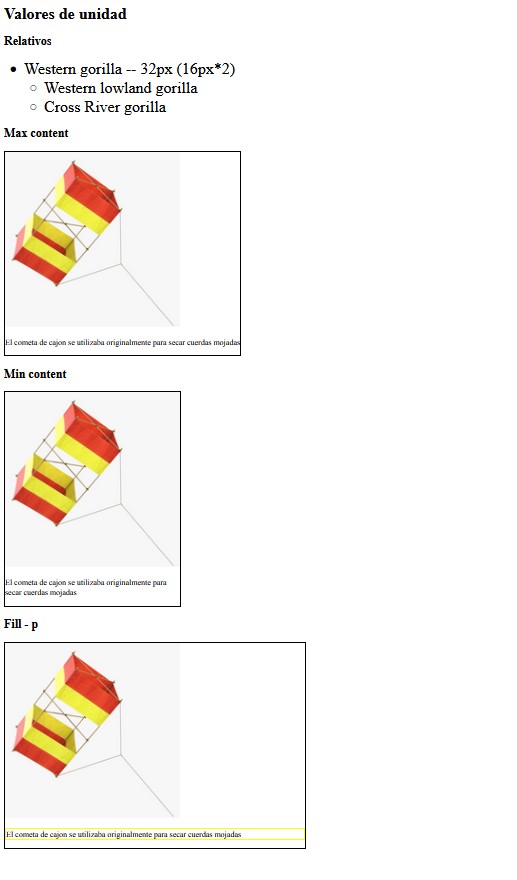 Valores de unidad
Relativos
Western gorilla -- 32px (16px*2)
Western lowland gorilla
Cross River gorilla
Max content
El cometa de cajon se utilizaba originalmente para secar cuerdas mojadas
Min content
El cometa de cajon se utilizaba originalmente para
secar cuerdas mojadas
Fill - p
El cometa de cajon se utilizaba originalmente para secar cuerdas mojadas